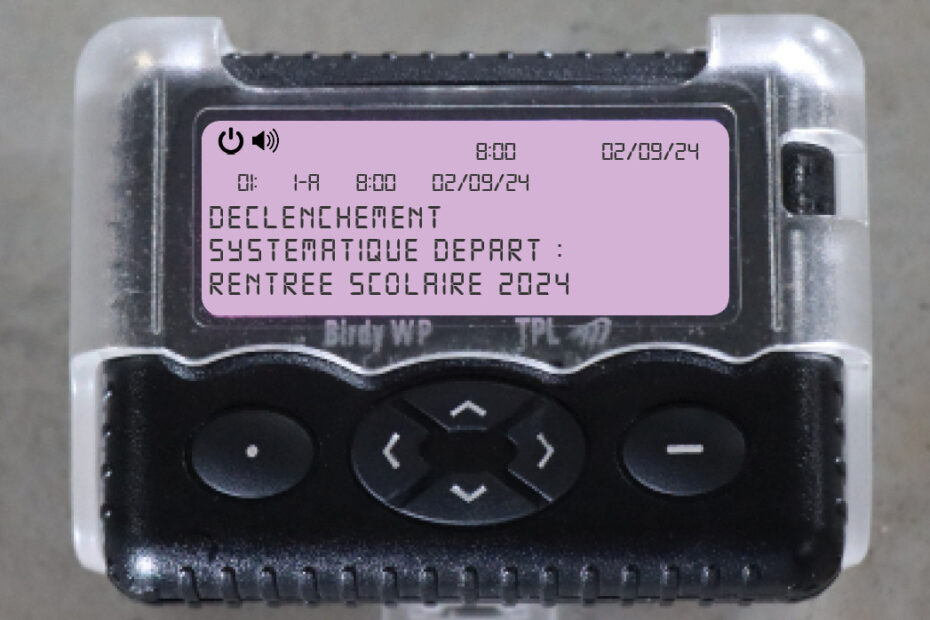 8:00 02/09/24
01: 1-A 8:00 02/09/24
DECLENCHEMENT
SYSTEMATIQUE DEPART :
RENTREE SCOLAIRE 2024
Birdy WP TPL